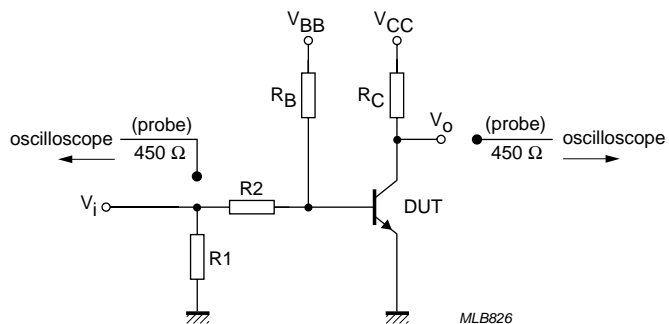 VBB
VCC
RB
RC
Vo
(probe)
450 Ω
oscilloscope
(probe)
450 Ω
oscilloscope
Vi
R2
DUT
R1
MLB826